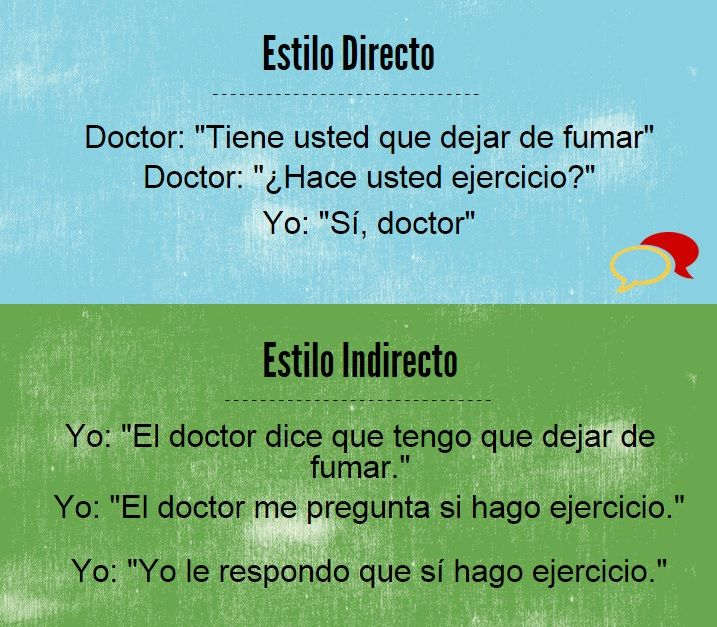 Estilo Directo
Doctor: "Tiene usted que dejar de fumar"
Doctor: "¿Hace usted ejercicio?"
Yo: "Sí, doctor"
Estilo Indirecto
Yo: "El doctor dice que tengo que dejar de
fumar."
Yo: "El doctor me pregunta si hago ejercicio."
Yo: "Yo le respondo que sí hago ejercicio."